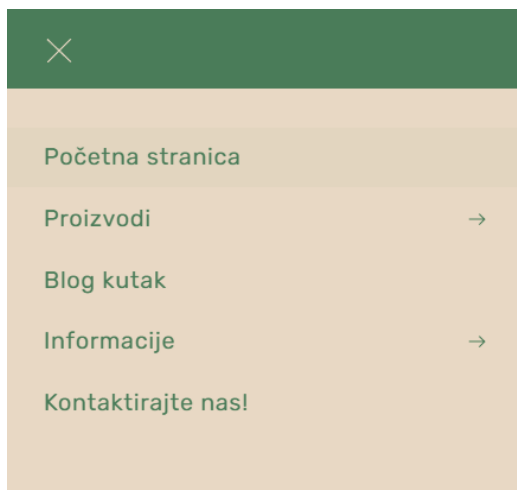 Početna stranica
Proizvodi
Blog kutak
Informacije
Kontaktirajte nas!